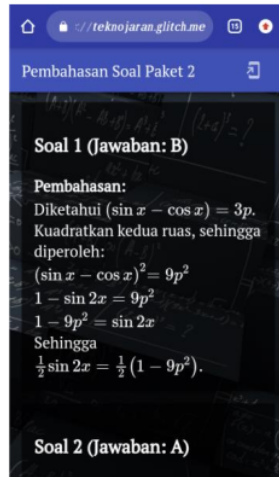 ://teknojaran.glitch.me
15
Pembahasan Soal Paket 2
Soal 1 (Jawaban: B)
Pembahasan:
Diketahui (sin x − cos x) = 3p.
Kuadratkan kedua ruas, sehingga
diperoleh:
(sin x − cos x)² = 9p²
1 − sin 2x = 9p²
1 − 9p² = sin 2x
Sehingga
½ sin 2x = ½ (1 − 9p²).
Soal 2 (Jawaban: A)